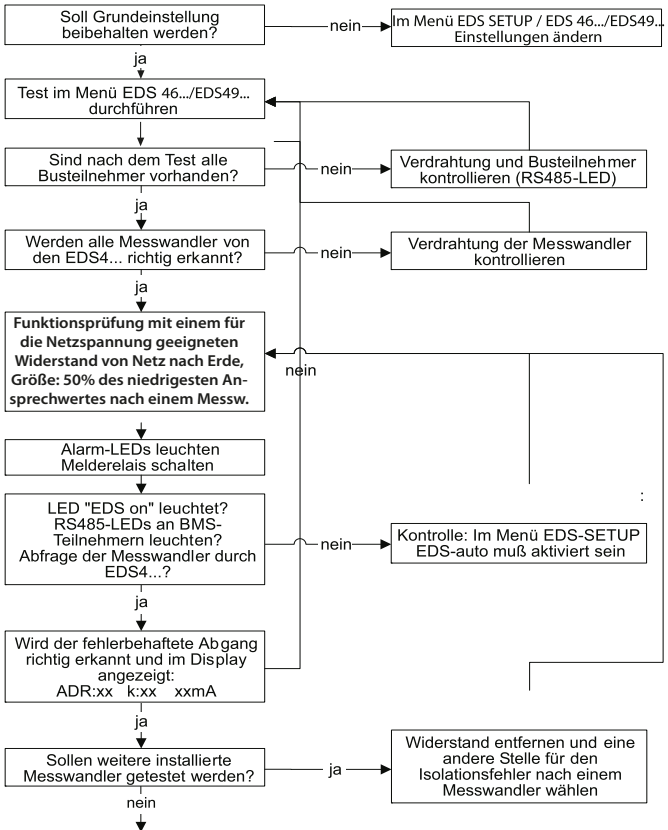 Soll Grundeinstellung
beibehalten werden?
nein
Im Menü EDS SETUP / EDS 46.../EDS49...
Einstellungen ändern
ja
Test im Menü EDS 46.../EDS49...
durchführen
Sind nach dem Test alle
Busteilnehmer vorhanden?
nein
Verdrahtung und Busteilnehmer
kontrollieren (RS485-LED)
ja
Werden alle Messwandler von
den EDS4... richtig erkannt?
nein
Verdrahtung der Messwandler
kontrollieren
ja
Funktionsprüfung mit einem für
die Netzspannung geeigneten
Widerstand von Netz nach Erde,
Größe: 50% des niedrigsten An-
sprechwertes nach einem Messw.
nein
Alarm-LEDs leuchten
Melderelais schalten
:
LED "EDS on" leuchtet?
RS485-LEDs an BMS-
Teilnehmern leuchten?
Abfrage der Messwandler durch
EDS4...?
nein
Kontrolle: Im Menü EDS-SETUP
EDS-auto muß aktiviert sein
ja
Wird der fehlerbehaftete Abgang
richtig erkannt und im Display
angezeigt:
ADR:xx k:xx xxmA
ja
Sollen weitere installierte
Messwandler getestet werden?
ja
Widerstand entfernen und eine
andere Stelle für den
Isolationsfehler nach einem
Messwandler wählen
nein